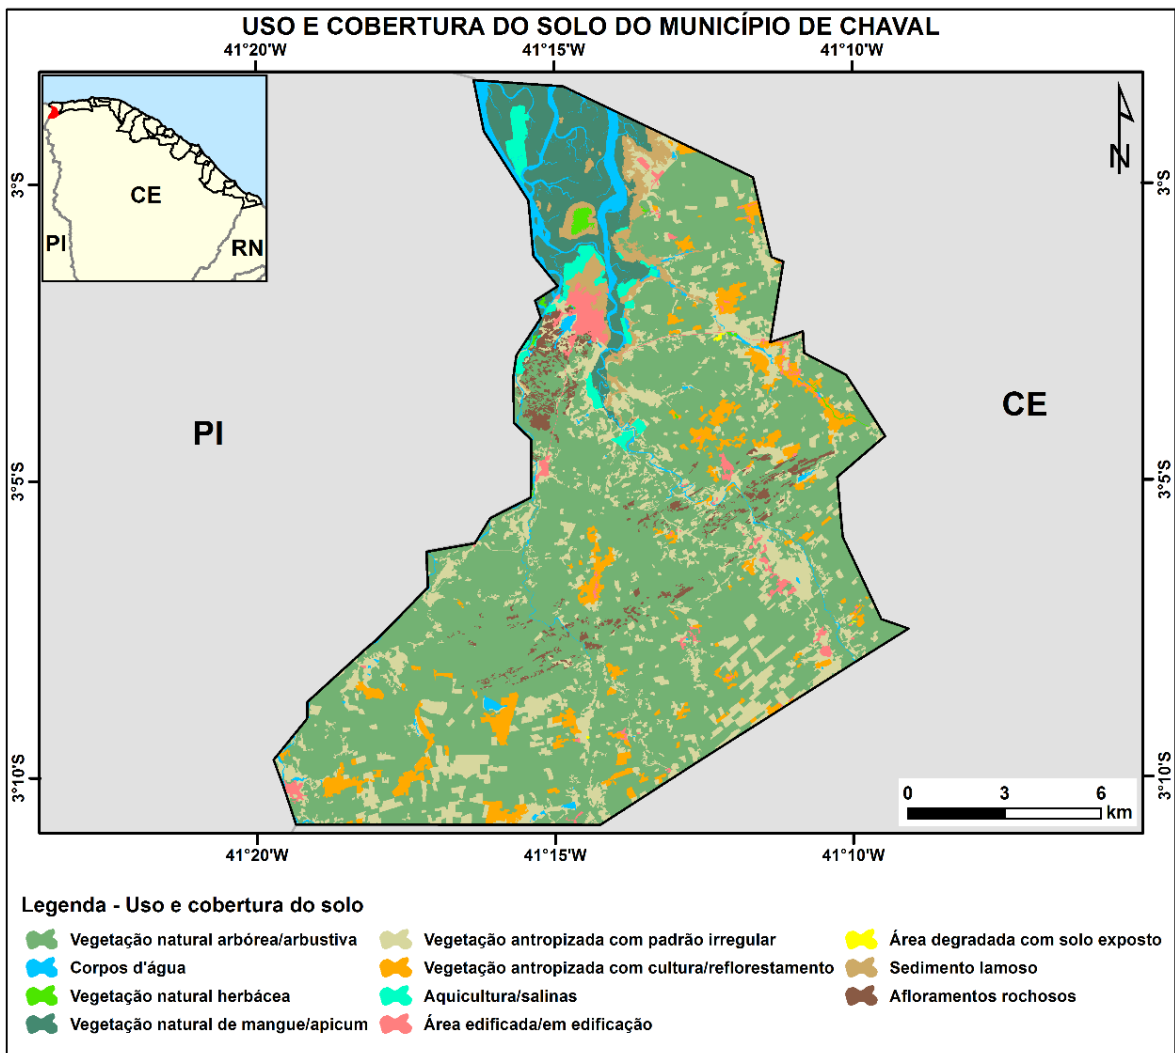 USO E COBERTURA DO SOLO DO MUNICÍPIO DE CHAVAL
41°20'W 41°15'W 41°10'W
CE
PI
RN
N
3°S 3°S
PI
CE
3°5'S 3°5'S
3°10'S 3°10'S
0 3 6
km
41°20'W 41°15'W 41°10'W
Legenda - Uso e cobertura do solo
Vegetação natural arbórea/arbustiva
Corpos d'água
Vegetação natural herbácea
Vegetação natural de mangue/apicum
Vegetação antropizada com padrão irregular
Vegetação antropizada com cultura/reflorestamento
Aquicultura/salinas
Área edificada/em edificação
Área degradada com solo exposto
Sedimento lamoso
Afloramentos rochosos